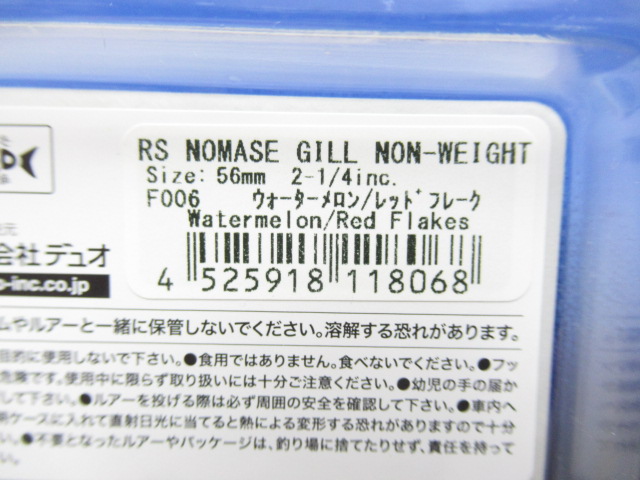 RS NOMASE GILL NON-WEIGHT
Size: 56mm 2-1/4inc.
F006 ウォーターメロン/レッドフレーク
Watermelon/Red Flakes
4 525918 118068
会社デュオ
o-inc.co.jp
ムやルアーと一緒に保管しないでください。溶解する恐れがあります。
目的に使用しないで下さい。●食用ではありません。食べないでください。●フッ
危険です。使用中に限らず取り扱いには十分ご注意ください。●幼児の手の届か
い。●ルアーを投げる際は必ず周囲の安全を確認して下さい。●車内へ
ケースに入れて直射日光に当てると熱による変形する恐れがありますので十分
い。●不要となったルアーやパッケージは、釣り場に捨てたりせず、責任を持って
い。